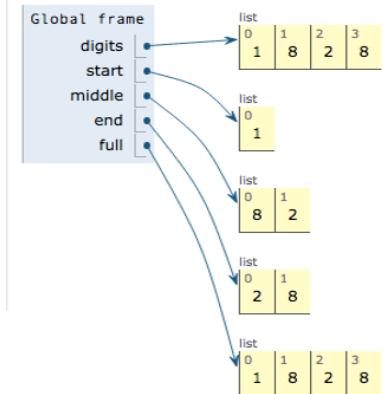 Global frame
digits
start
middle
end
full
list
0 1 2 3
1 8 2 8
list
0
1
list
0 1
8 2
list
0 1
2 8
list
0 1 2 3
1 8 2 8